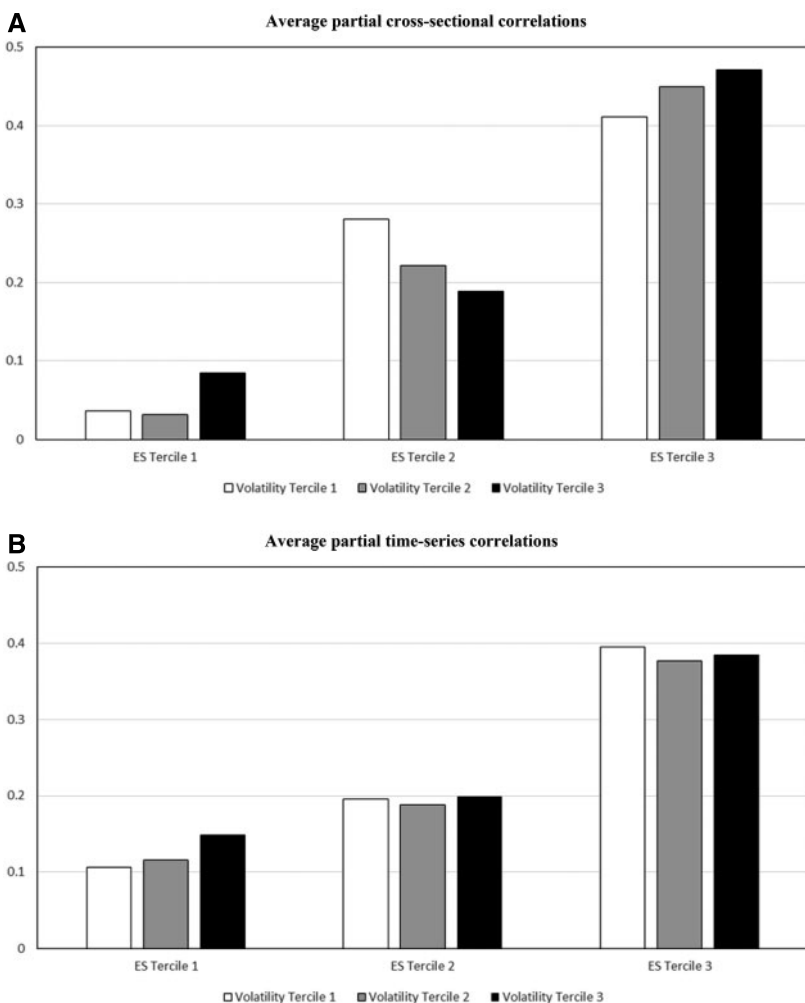 A
Average partial cross-sectional correlations
0.5
0.4
0.3
0.2
0.1
0
ES Tercile 1 ES Tercile 2 ES Tercile 3
Volatility Tercile 1 Volatility Tercile 2 Volatility Tercile 3
B
Average partial time-series correlations
0.5
0.4
0.3
0.2
0.1
0
ES Tercile 1 ES Tercile 2 ES Tercile 3
Volatility Tercile 1 Volatility Tercile 2 Volatility Tercile 3